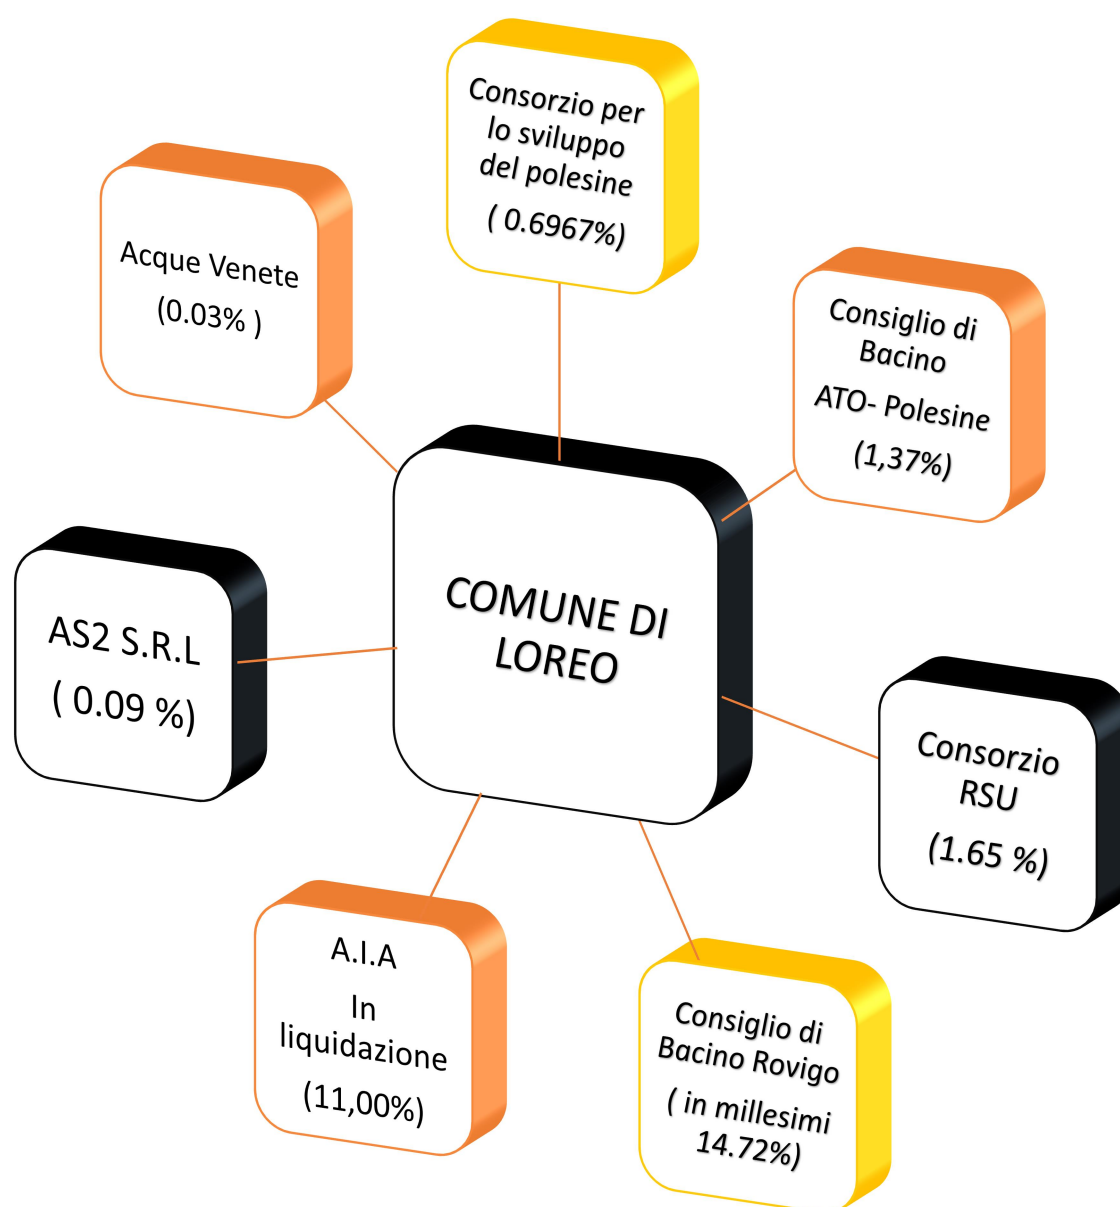 Consorzio per
lo sviluppo
del polesine
( 0.6967%)
Acque Venete
(0.03% )
Consiglio di
Bacino
ATO- Polesine
(1,37%)
COMUNE DI
LOREO
AS2 S.R.L
( 0.09 %)
Consorzio
RSU
(1.65 %)
A.I.A
In
liquidazione
(11,00%)
Consiglio di
Bacino Rovigo
( in millesimi
14.72%)